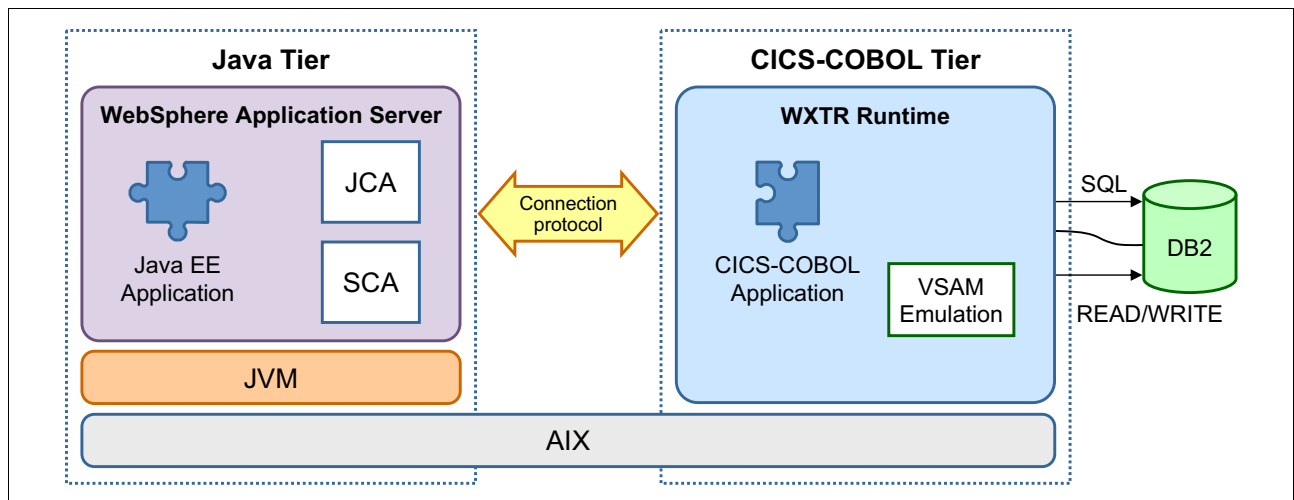 Java Tier
WebSphere Application Server
JCA
Java EE
Application
SCA
JVM
Connection
protocol
CICS-COBOL Tier
WXTR Runtime
CICS-COBOL
Application
VSAM
Emulation
SQL
DB2
READ/WRITE
AIX